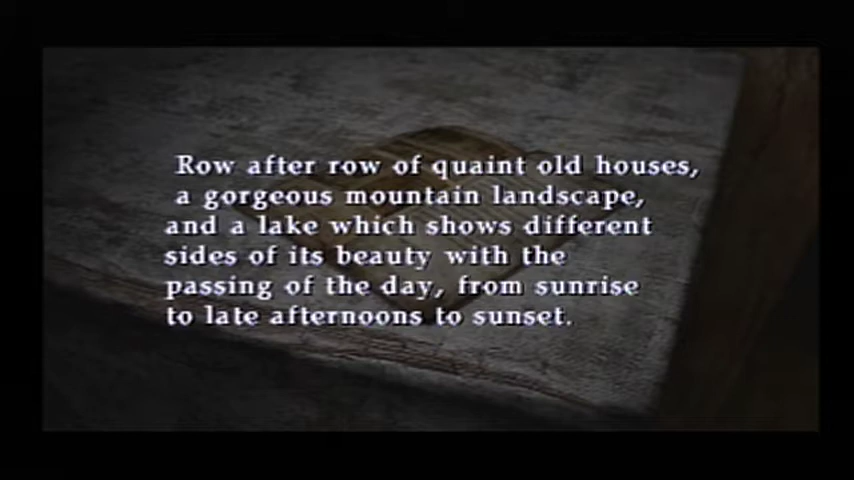 Row after row of quaint old houses,
a gorgeous mountain landscape,
and a lake which shows different
sides of its beauty with the
passing of the day, from sunrise
to late afternoons to sunset.